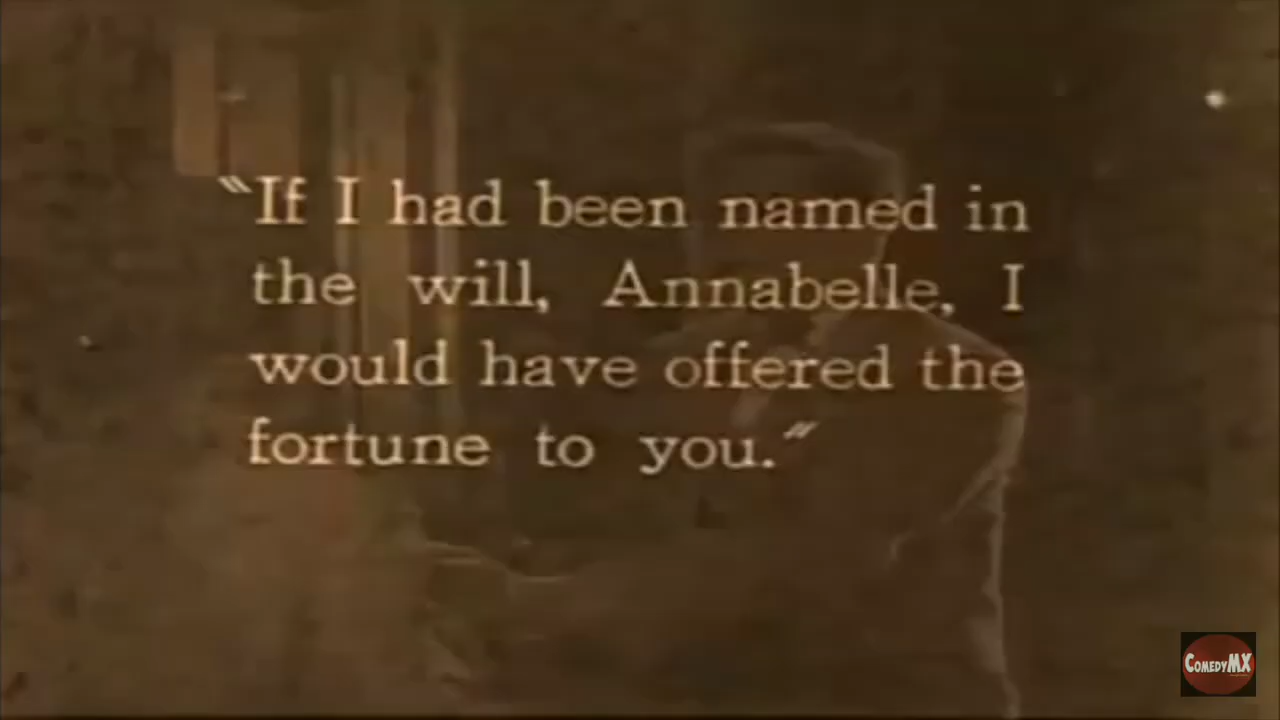 "If I had been named in
the will, Annabelle, I
would have offered the
fortune to you."
COMEDYMX